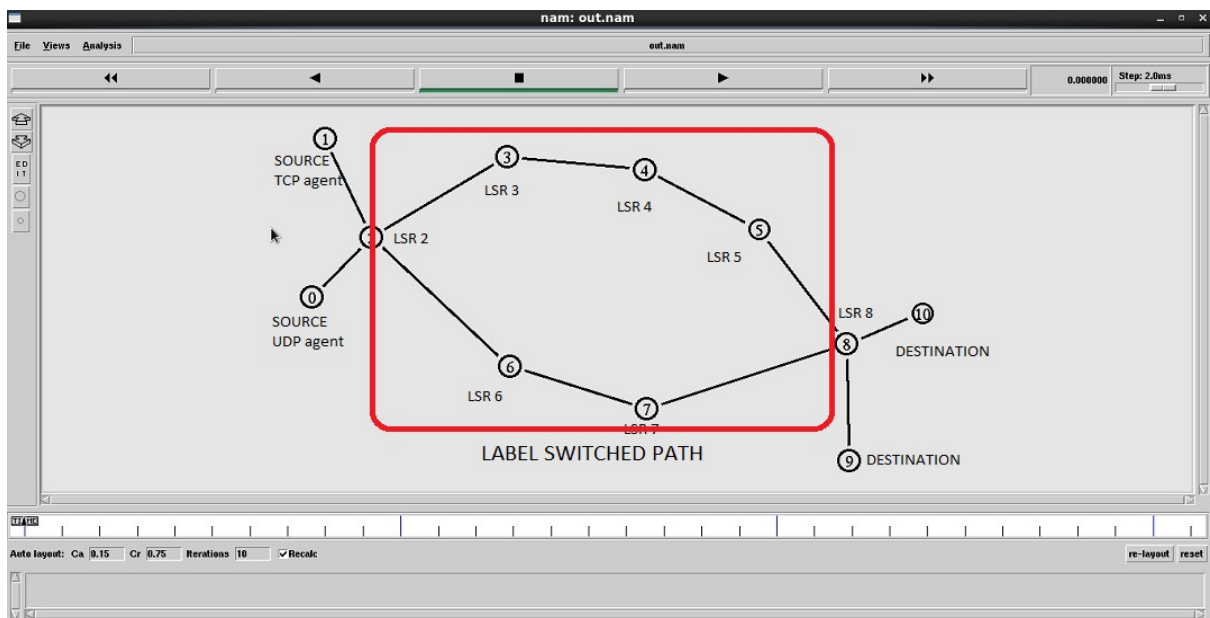 nam: out.nam
File Views Analysis out.nam
0.000000 Step: 2.0ms
ED
IT
1
SOURCE
TCP agent
3
LSR 3
4
LSR 4
LSR 2
5
LSR 5
0
SOURCE
UDP agent
LSR 8
10
8
DESTINATION
6
LSR 6
7
LSR 7
LABEL SWITCHED PATH
9 DESTINATION
TIME
Auto layout: Ca 0.15 Cr 0.75 Iterations 10 Recalc re-layout reset